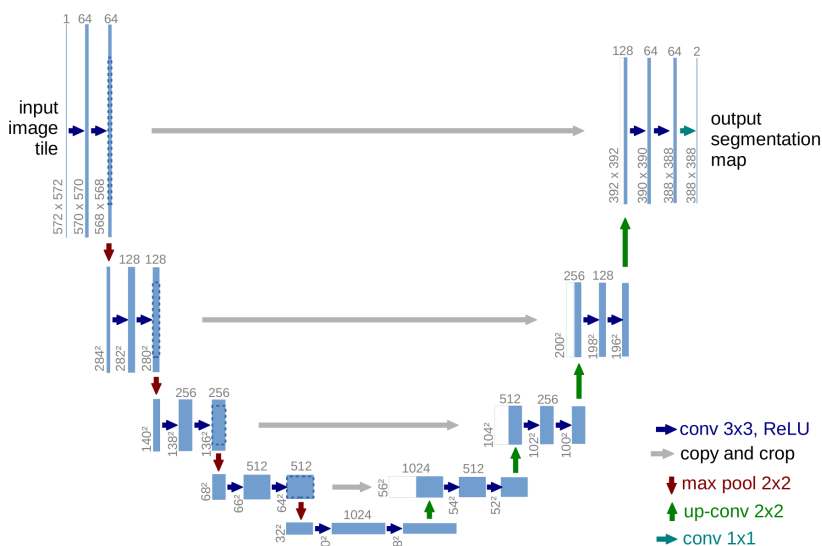 1 64 64
128 64 64 2
input
image
tile
output
segmentation
map
572 x 572
570 x 570
568 x 568
392 x 392
390 x 390
388 x 388
388 x 388
128 128
256 128
284²
282²
280²
200²
198²
196²
256 256
512 256
140²
138²
136²
104²
102²
100²
512 512
1024 512
68²
66²
64²
56²
54²
52²
1024
32²
conv 3x3, ReLU
copy and crop
max pool 2x2
up-conv 2x2
conv 1x1